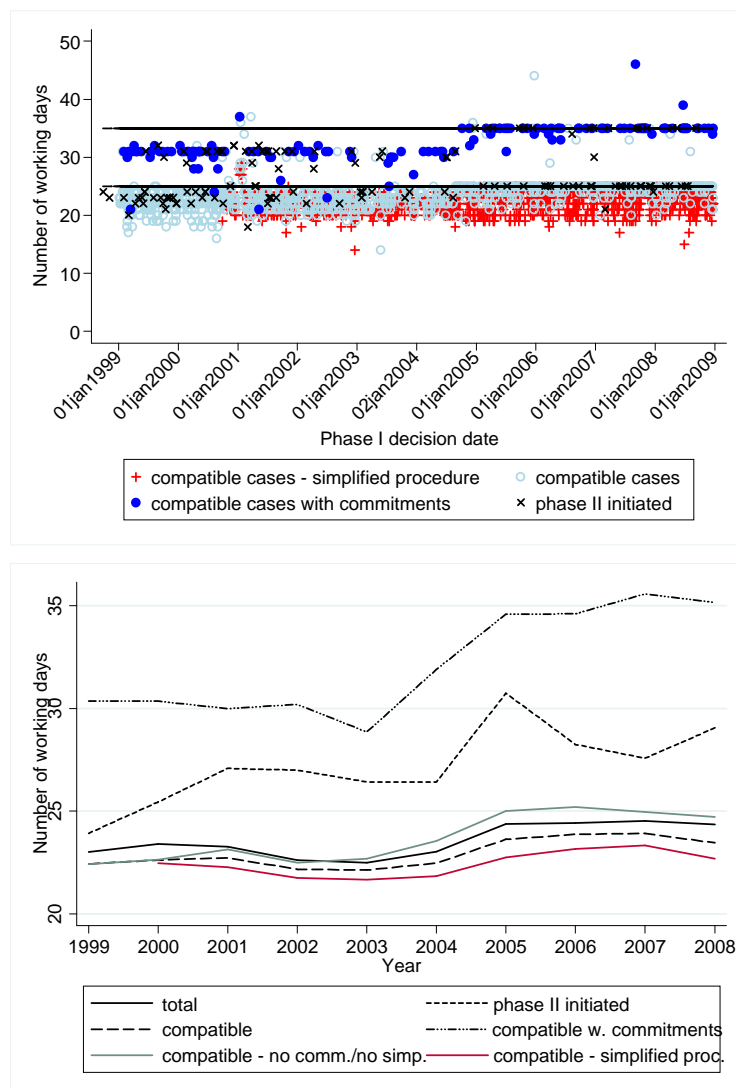 50
40
30
20
10
0
Number of working days
01jan1999
01jan2000
01jan2001
01jan2002
01jan2003
02jan2004
01jan2005
01jan2006
01jan2007
01jan2008
01jan2009
Phase I decision date
compatible cases - simplified procedure
compatible cases
compatible cases with commitments
phase II initiated
35
30
25
20
Number of working days
1999 2000 2001 2002 2003 2004 2005 2006 2007 2008
Year
total
phase II initiated
compatible
compatible w. commitments
compatible - no comm./no simp.
compatible - simplified proc.